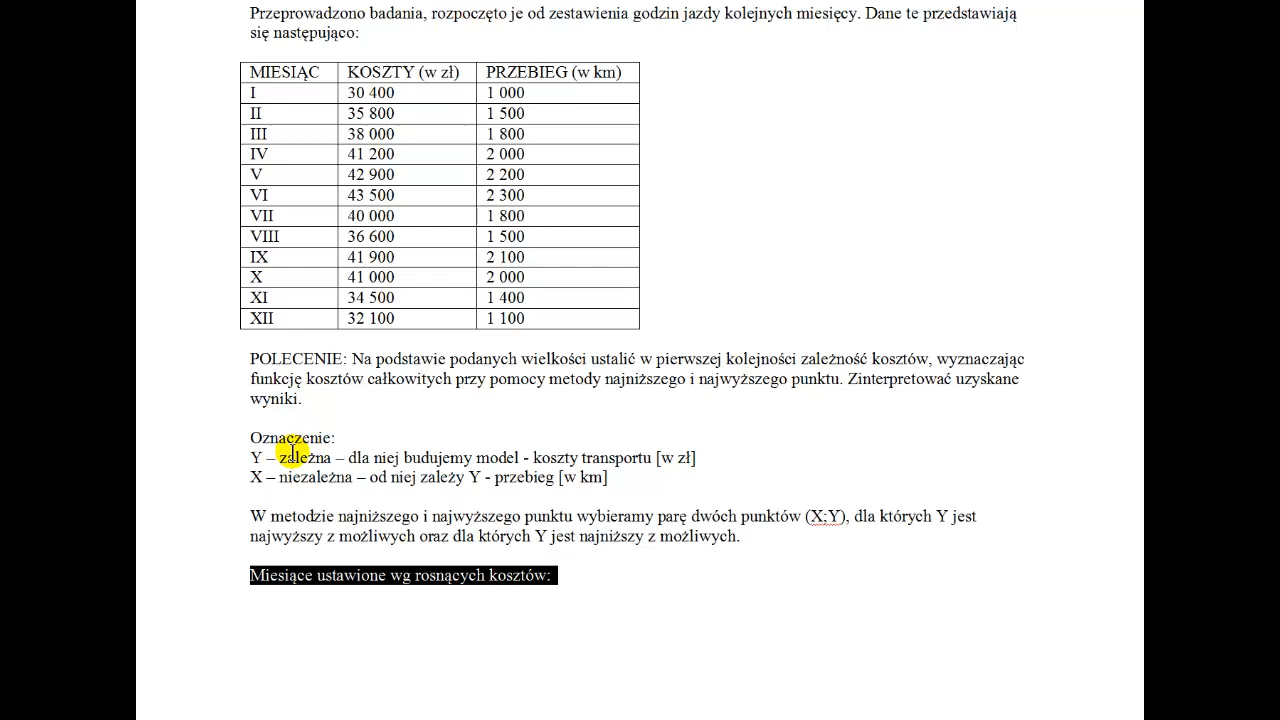 Przeprowadzono badania, rozpoczęto je od zestawienia godzin jazdy kolejnych miesięcy. Dane te przedstawiają
się następująco:
MIESIĄC KOSZTY (w zł) PRZEBIEG (w km)
I 30 400 1 000
II 35 800 1 500
III 38 000 1 800
IV 41 200 2 000
V 42 900 2 200
VI 43 500 2 300
VII 40 000 1 800
VIII 36 600 1 500
IX 41 900 2 100
X 41 000 2 000
XI 34 500 1 400
XII 32 100 1 100
POLECENIE: Na podstawie podanych wielkości ustalić w pierwszej kolejności zależność kosztów, wyznaczając
funkcję kosztów całkowitych przy pomocy metody najniższego i najwyższego punktu. Zinterpretować uzyskane
wyniki.
Oznaczenie:
Y – zależna – dla niej budujemy model - koszty transportu [w zł]
X – niezależna – od niej zależy Y - przebieg [w km]
W metodzie najniższego i najwyższego punktu wybieramy parę dwóch punktów (X;Y), dla których Y jest
najwyższy z możliwych oraz dla których Y jest najniższy z możliwych.
Miesiące ustawione wg rosnących kosztów: